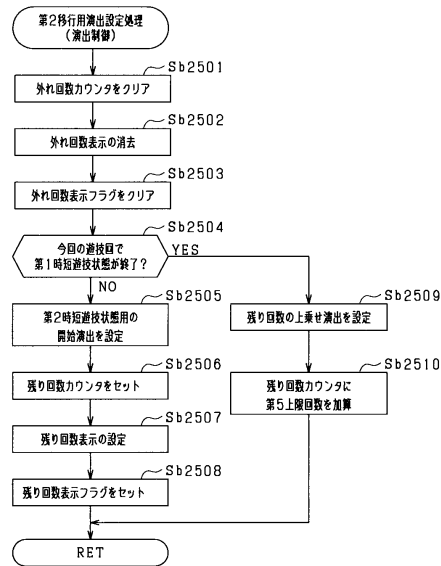 第2移行用演出設定処理
(演出制御)
Sb2501
外れ回数カウンタをクリア
Sb2502
外れ回数表示の消去
Sb2503
外れ回数表示フラグをクリア
Sb2504
今回の遊技回で
第1時短遊技状態が終了?
YES
NO
Sb2505
第2時短遊技状態用の
開始演出を設定
Sb2506
残り回数カウンタをセット
Sb2507
残り回数表示の設定
Sb2508
残り回数表示フラグをセット
Sb2509
残り回数の上乗せ演出を設定
Sb2510
残り回数カウンタに
第5上限回数を加算
RET